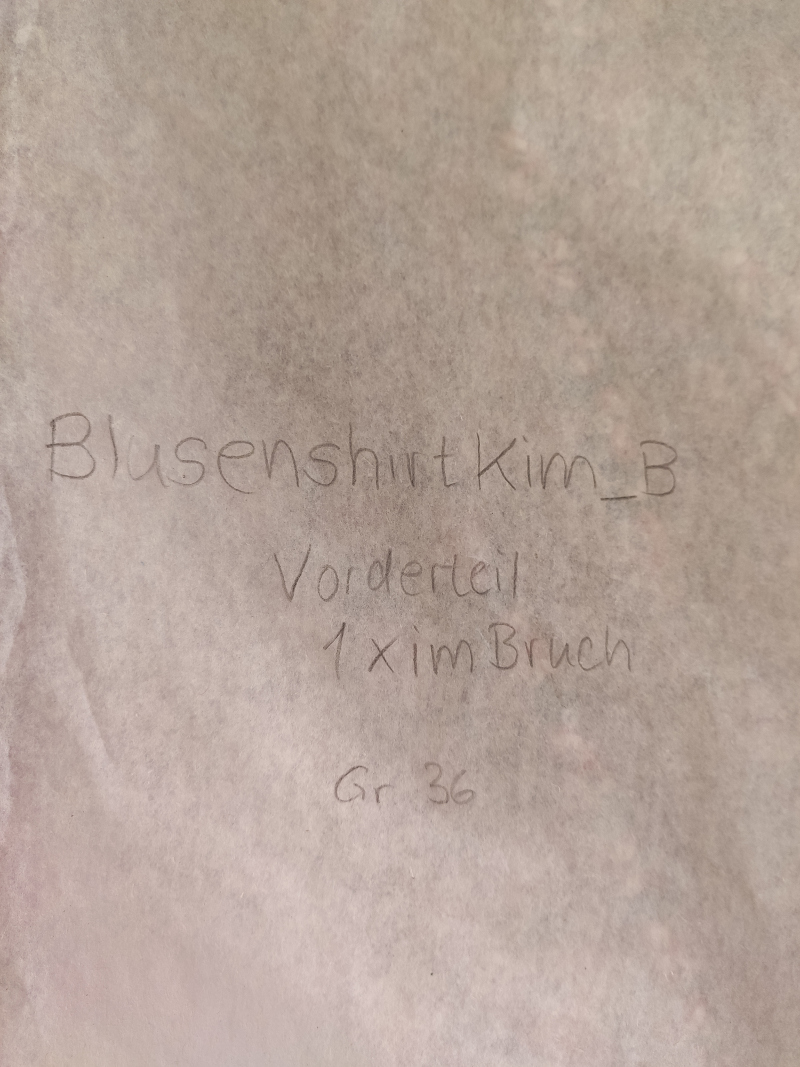 Blusenshirt Kim_B
Vorderteil
1 x im Bruch
Gr. 36